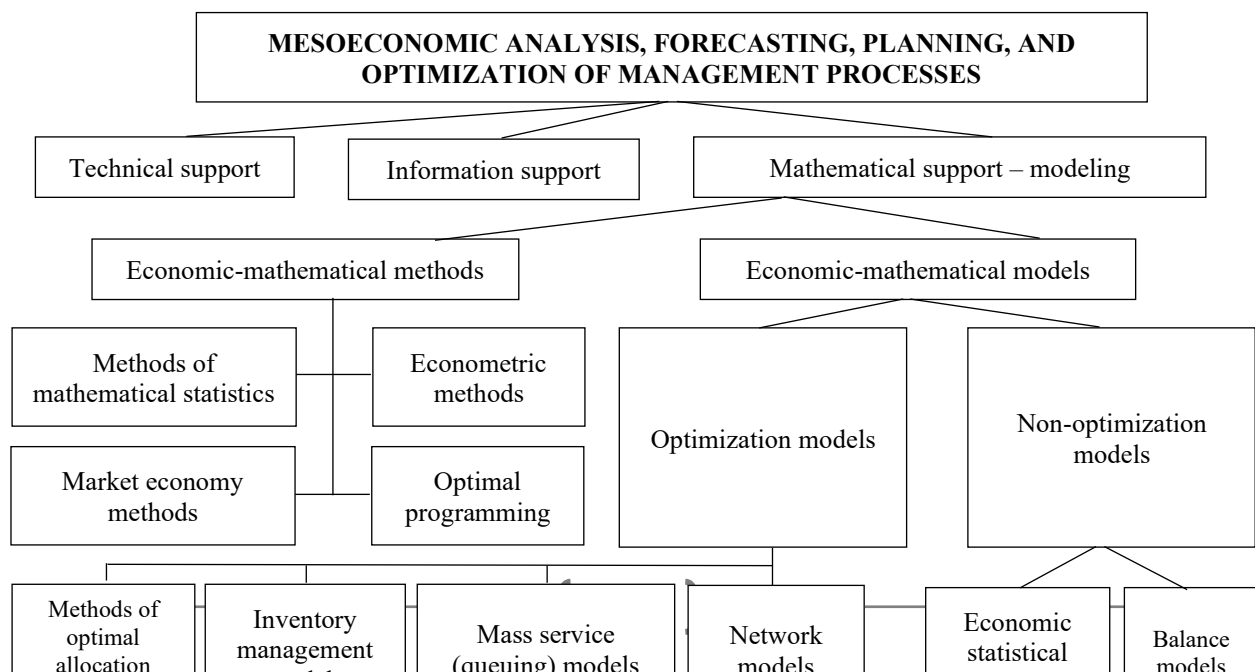 MESOECONOMIC ANALYSIS, FORECASTING, PLANNING, AND
OPTIMIZATION OF MANAGEMENT PROCESSES
Technical support
Information support
Mathematical support – modeling
Economic-mathematical methods
Economic-mathematical models
Methods of
mathematical statistics
Econometric
methods
Optimization models
Non-optimization
models
Market economy
methods
Optimal
programming
Methods of
optimal
allocation
Inventory
management
Mass service
(queuing) models
Network
models
Economic
statistical
Balance
models